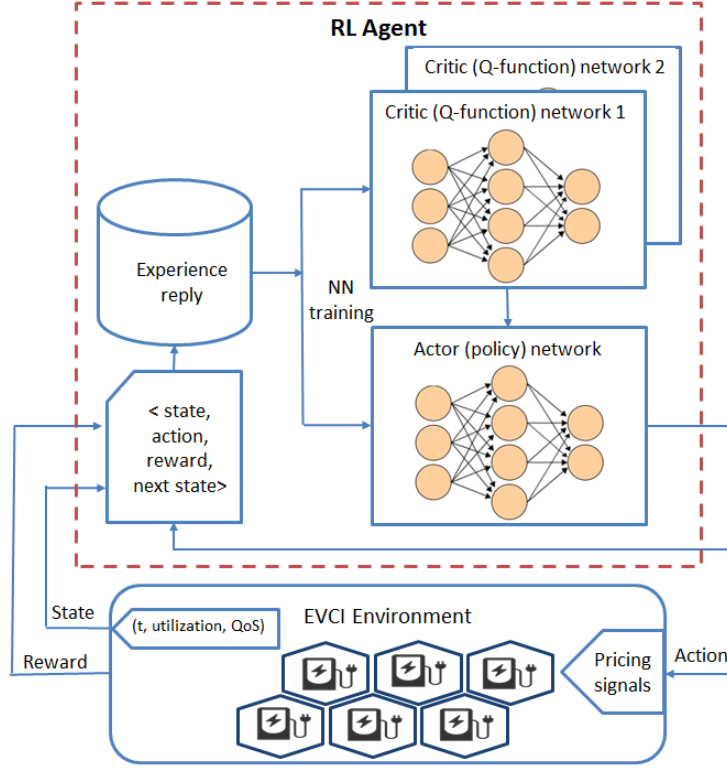 RL Agent
Critic (Q-function) network 2
Critic (Q-function) network 1
Experience
reply
NN
training
Actor (policy) network
< state,
action,
reward,
next state>
State
(t, utilization, QoS)
EVCI Environment
Reward
Pricing
signals
Action